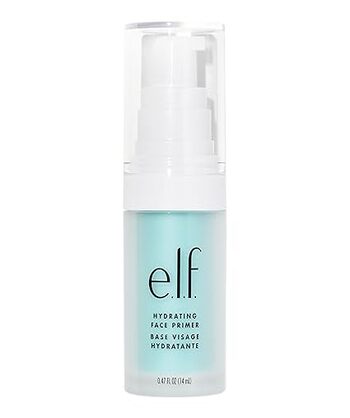 e.l.f.
HYDRATING
FACE PRIMER
BASE VISAGE
HYDRATANTE
0.47 FL OZ (14 mL)